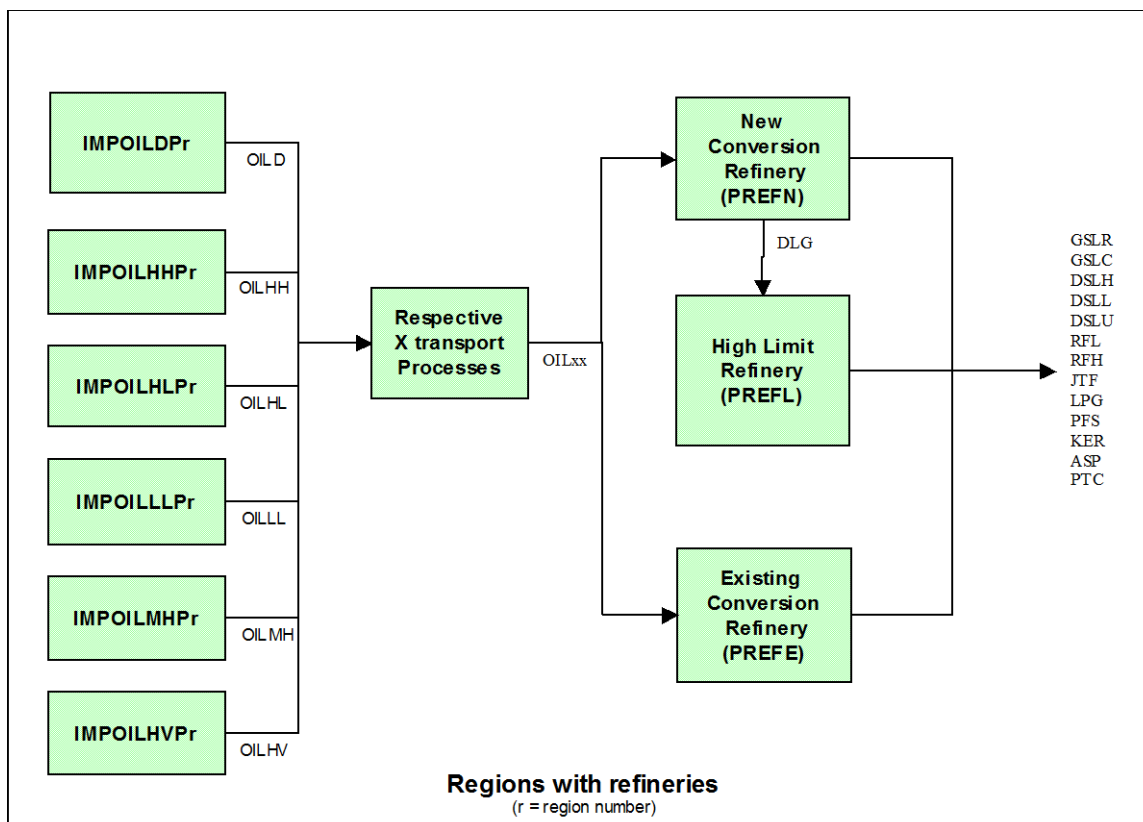 IMPOILDPr
OILD
IMPOILHHPr
OILHH
IMPOILHLPr
OILHL
IMPOILLLPr
OILLL
IMPOILMHPr
OILMH
IMPOILHVPr
OILHV
Respective
X transport
Processes
OILxx
New
Conversion
Refinery
(PREFN)
DLG
High Limit
Refinery
(PREFL)
Existing
Conversion
Refinery
(PREFE)
GSLR
GSLC
DSLH
DSLL
DSLU
RFL
RFH
JTF
LPG
PFS
KER
ASP
PTC
Regions with refineries
(r = region number)